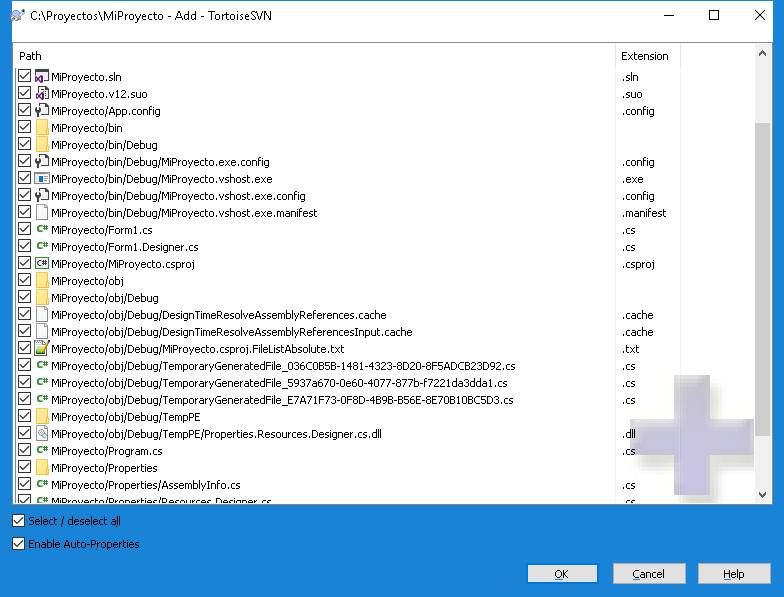 C:\Proyectos\MiProyecto - Add - TortoiseSVN
Path Extension
MiProyecto.sln .sln
MiProyecto.v12.suo .suo
MiProyecto/App.config .config
MiProyecto/bin
MiProyecto/bin/Debug
MiProyecto/bin/Debug/MiProyecto.exe.config .config
MiProyecto/bin/Debug/MiProyecto.vshost.exe .exe
MiProyecto/bin/Debug/MiProyecto.vshost.exe.config .config
MiProyecto/bin/Debug/MiProyecto.vshost.exe.manifest .manifest
MiProyecto/Form1.cs .cs
MiProyecto/Form1.Designer.cs .cs
MiProyecto/MiProyecto.csproj .csproj
MiProyecto/obj
MiProyecto/obj/Debug
MiProyecto/obj/Debug/DesignTimeResolveAssemblyReferences.cache .cache
MiProyecto/obj/Debug/DesignTimeResolveAssemblyReferencesInput.cache .cache
MiProyecto/obj/Debug/MiProyecto.csproj.FileListAbsolute.txt .txt
MiProyecto/obj/Debug/TemporaryGeneratedFile_036C0B5B-1481-4323-8D20-8F5ADCB23D92.cs .cs
MiProyecto/obj/Debug/TemporaryGeneratedFile_5937a670-0e60-4077-877b-f7221da3dda1.cs .cs
MiProyecto/obj/Debug/TemporaryGeneratedFile_E7A71F73-0F8D-4B9B-B56E-8E70B10BC5D3.cs .cs
MiProyecto/obj/Debug/TempPE
MiProyecto/obj/Debug/TempPE/Properties.Resources.Designer.cs.dll .dll
MiProyecto/Program.cs .cs
MiProyecto/Properties
MiProyecto/Properties/AssemblyInfo.cs .cs
MiProyecto/Properties/Resources.Designer.cs .cs
Select / deselect all
Enable Auto-Properties
OK Cancel Help